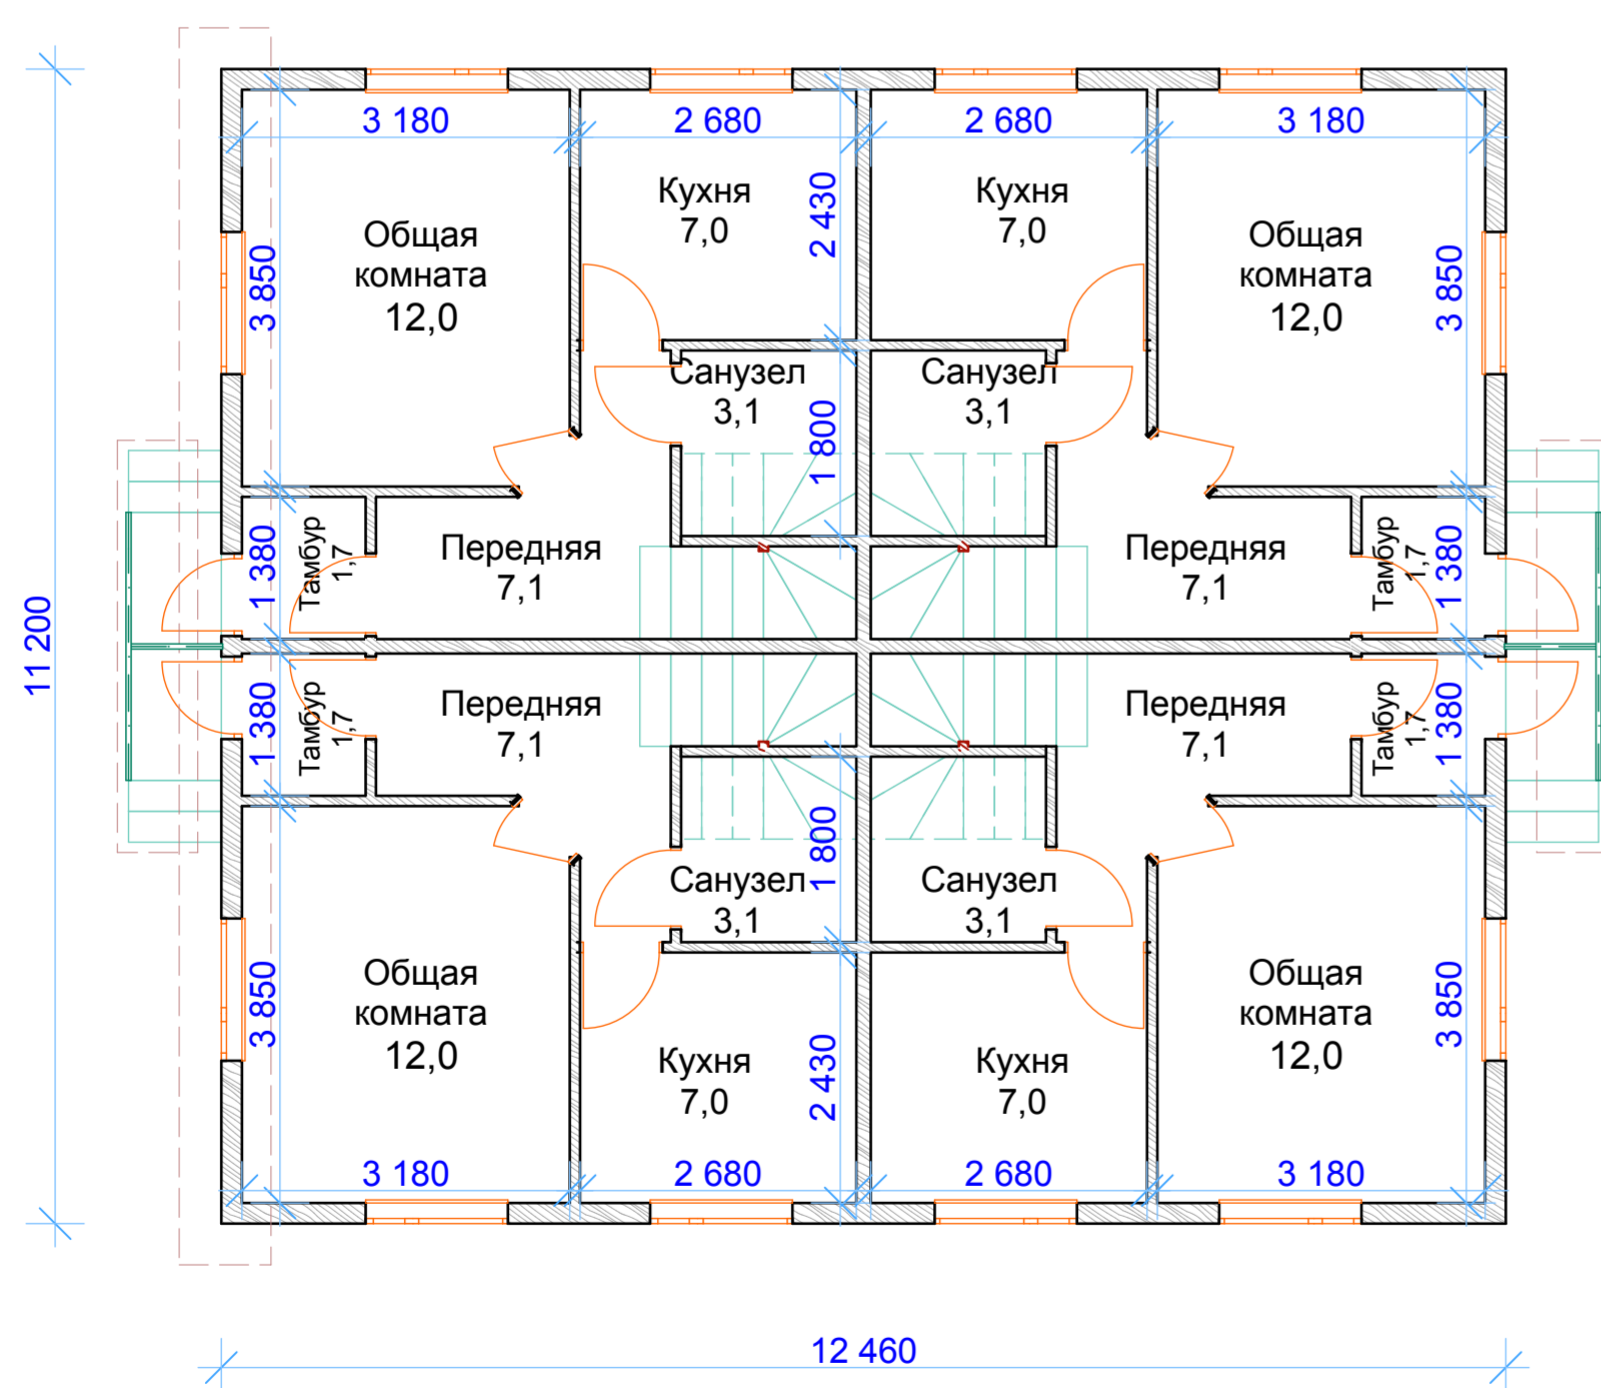 3 180
2 680
2 680
3 180
Кухня
7,0
2 430
Кухня
7,0
Общая
комната
12,0
3 850
Общая
комната
12,0
3 850
Санузел
3,1
1 800
Санузел
3,1
Передняя
7,1
Тамбур
1,7
1 380
Передняя
7,1
Тамбур
1,7
1 380
11 200
Передняя
7,1
Тамбур
1,7
1 380
Передняя
7,1
Тамбур
1,7
1 380
Санузел
3,1
1 800
Санузел
3,1
Общая
комната
12,0
3 850
Общая
комната
12,0
3 850
Кухня
7,0
2 430
Кухня
7,0
3 180
2 680
2 680
3 180
12 460